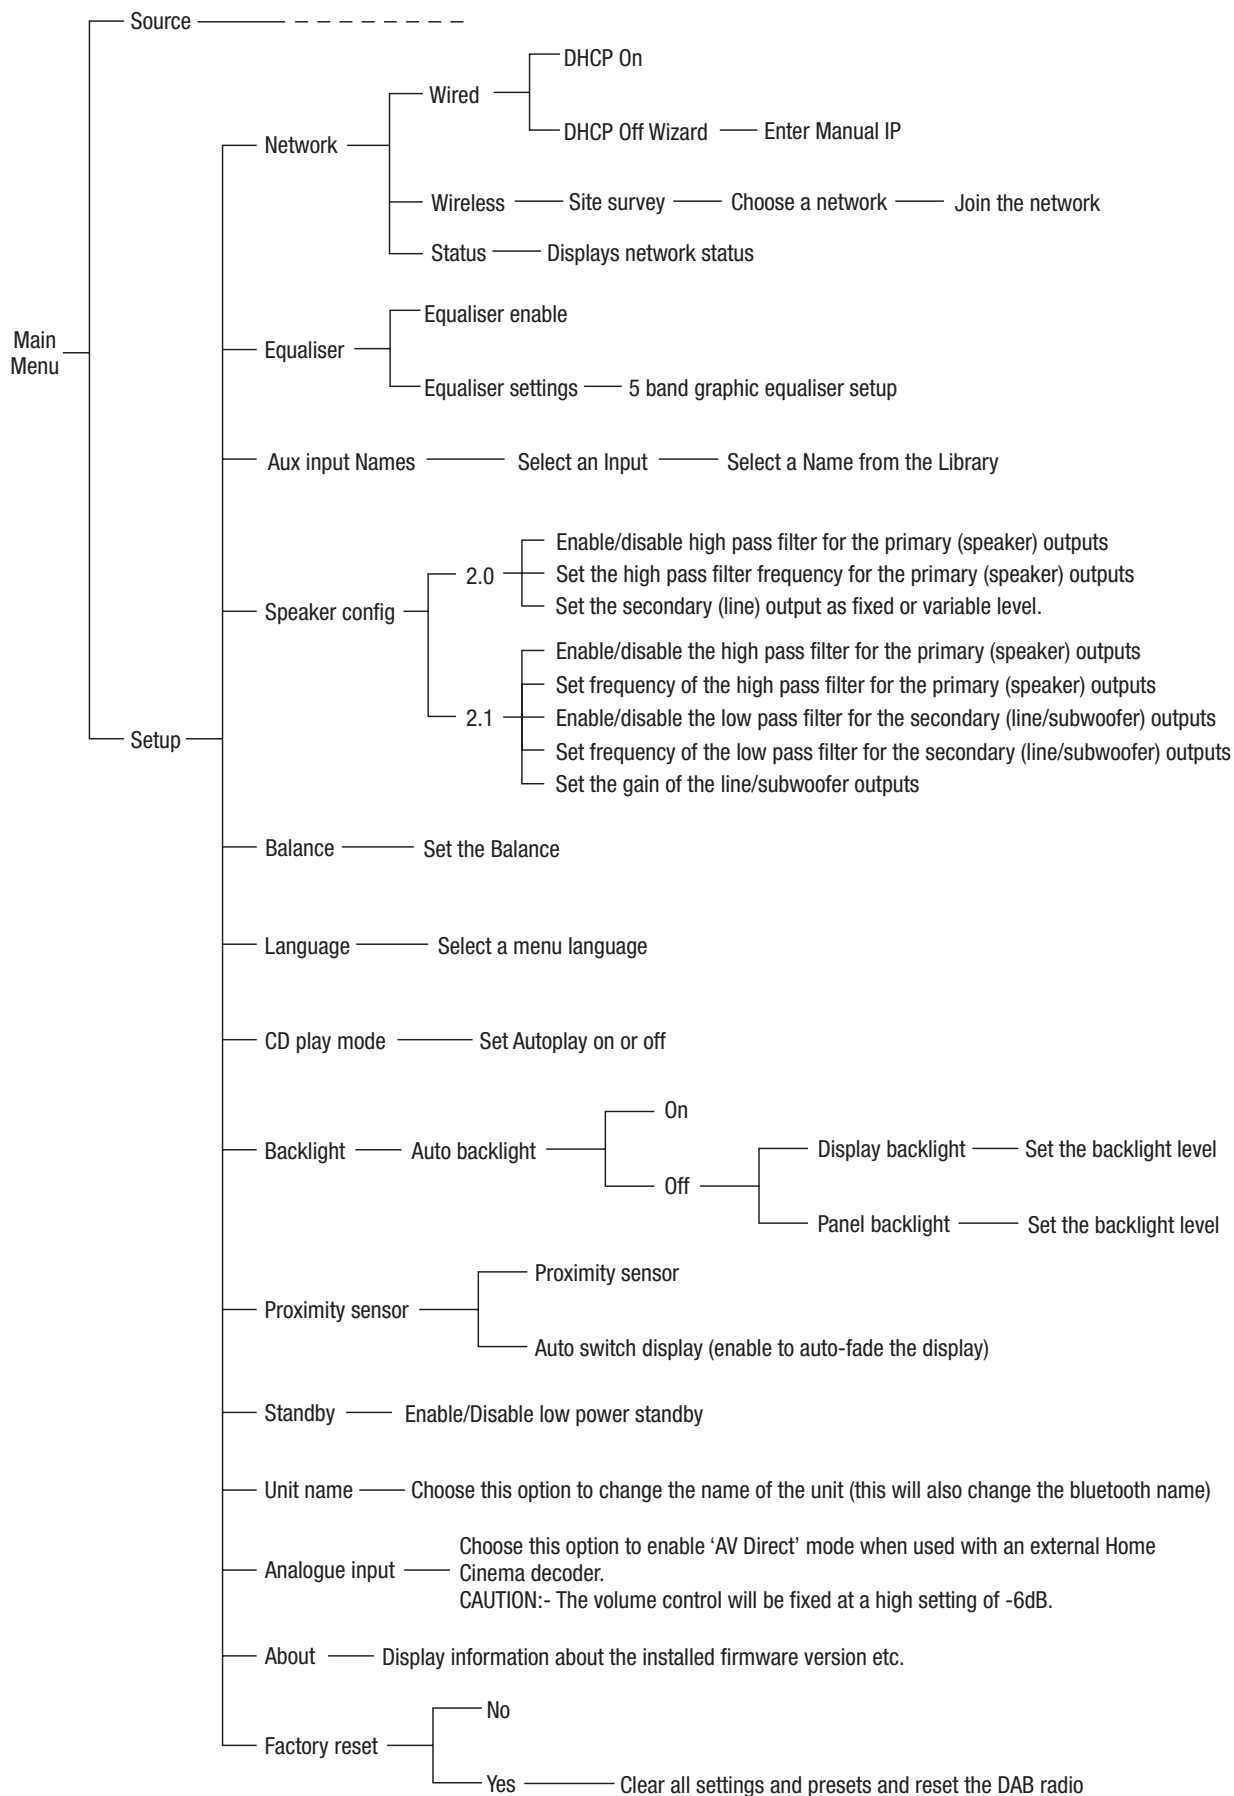 Source
DHCP On
Wired
DHCP Off Wizard
Enter Manual IP
Network
Wireless
Site survey
Choose a network
Join the network
Status
Displays network status
Main
Menu
Equaliser enable
Equaliser
Equaliser settings
5 band graphic equaliser setup
Aux input Names
Select an Input
Select a Name from the Library
Enable/disable high pass filter for the primary (speaker) outputs
2.0
Set the high pass filter frequency for the primary (speaker) outputs
Set the secondary (line) output as fixed or variable level.
Speaker config
Enable/disable the high pass filter for the primary (speaker) outputs
Set frequency of the high pass filter for the primary (speaker) outputs
2.1
Enable/disable the low pass filter for the secondary (line/subwoofer) outputs
Set frequency of the low pass filter for the secondary (line/subwoofer) outputs
Set the gain of the line/subwoofer outputs
Setup
Balance
Set the Balance
Language
Select a menu language
CD play mode
Set Autoplay on or off
On
Backlight
Auto backlight
Off
Display backlight
Set the backlight level
Panel backlight
Set the backlight level
Proximity sensor
Proximity sensor
Auto switch display (enable to auto-fade the display)
Standby
Enable/Disable low power standby
Unit name
Choose this option to change the name of the unit (this will also change the bluetooth name)
Analogue input
Choose this option to enable ‘AV Direct’ mode when used with an external Home
Cinema decoder.
CAUTION:- The volume control will be fixed at a high setting of -6dB.
About
Display information about the installed firmware version etc.
No
Factory reset
Yes
Clear all settings and presets and reset the DAB radio